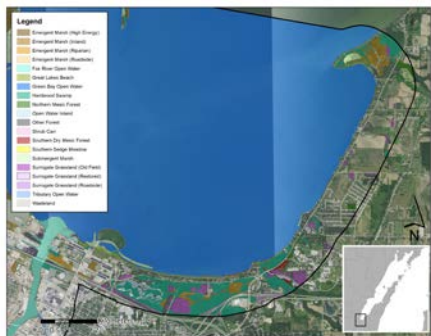 Legend
Emergent Marsh (High Energy)
Emergent Marsh (Inland)
Emergent Marsh (Riparian)
Emergent Marsh (Roadside)
Fox River Open Water
Great Lakes Beach
Green Bay Open Water
Hardwood Swamp
Northern Mesic Forest
Open Water Inland
Other Forest
Shrub Carr
Southern Dry Mesic Forest
Southern Sedge Meadow
Submergent Marsh
Surrogate Grassland (Old Field)
Surrogate Grassland (Restored)
Surrogate Grassland (Roadside)
Tributary Open Water
Wasteland
N